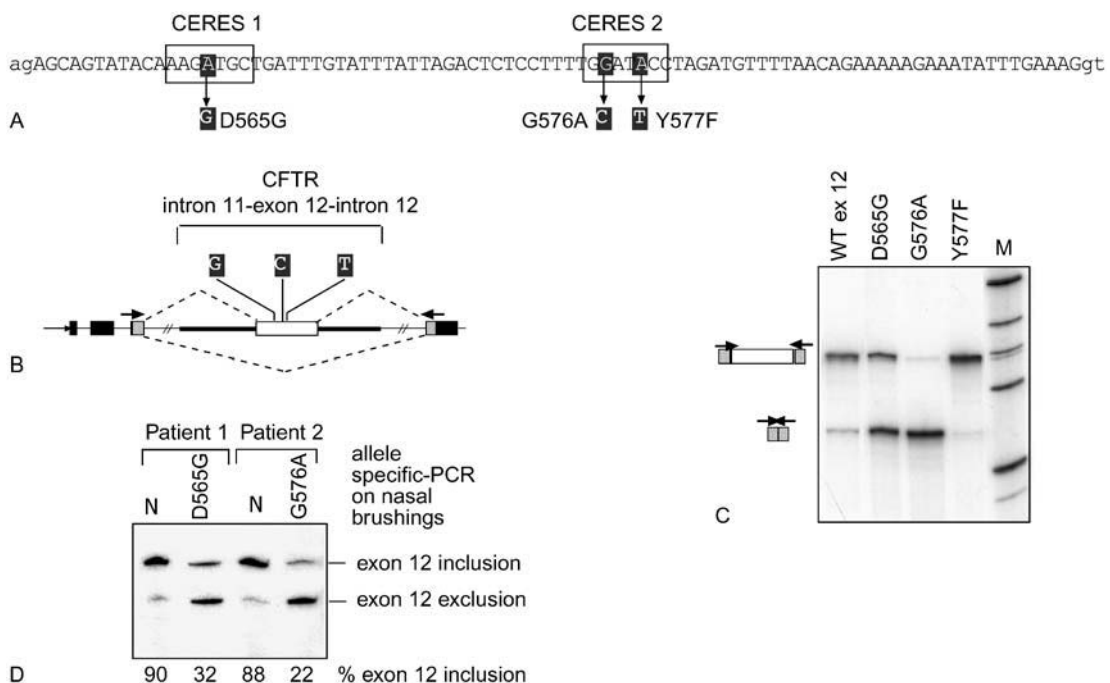 CERES 1 CERES 2
agAGCAGTATACAAAGATGCTGATTTGTATTTATTAGACTCTCCTTTTGGATACCTAGATGTTTTAACAGAAAAAGAAATATTTGAAAGgt
G D565G G576A C T Y577F
A
CFTR
intron 11-exon 12-intron 12
G C T
B
WT ex 12 D565G G576A Y577F M
C
Patient 1 Patient 2
N D565G N G576A
allele
specific-PCR
on nasal
brushings
exon 12 inclusion
exon 12 exclusion
D 90 32 88 22 % exon 12 inclusion